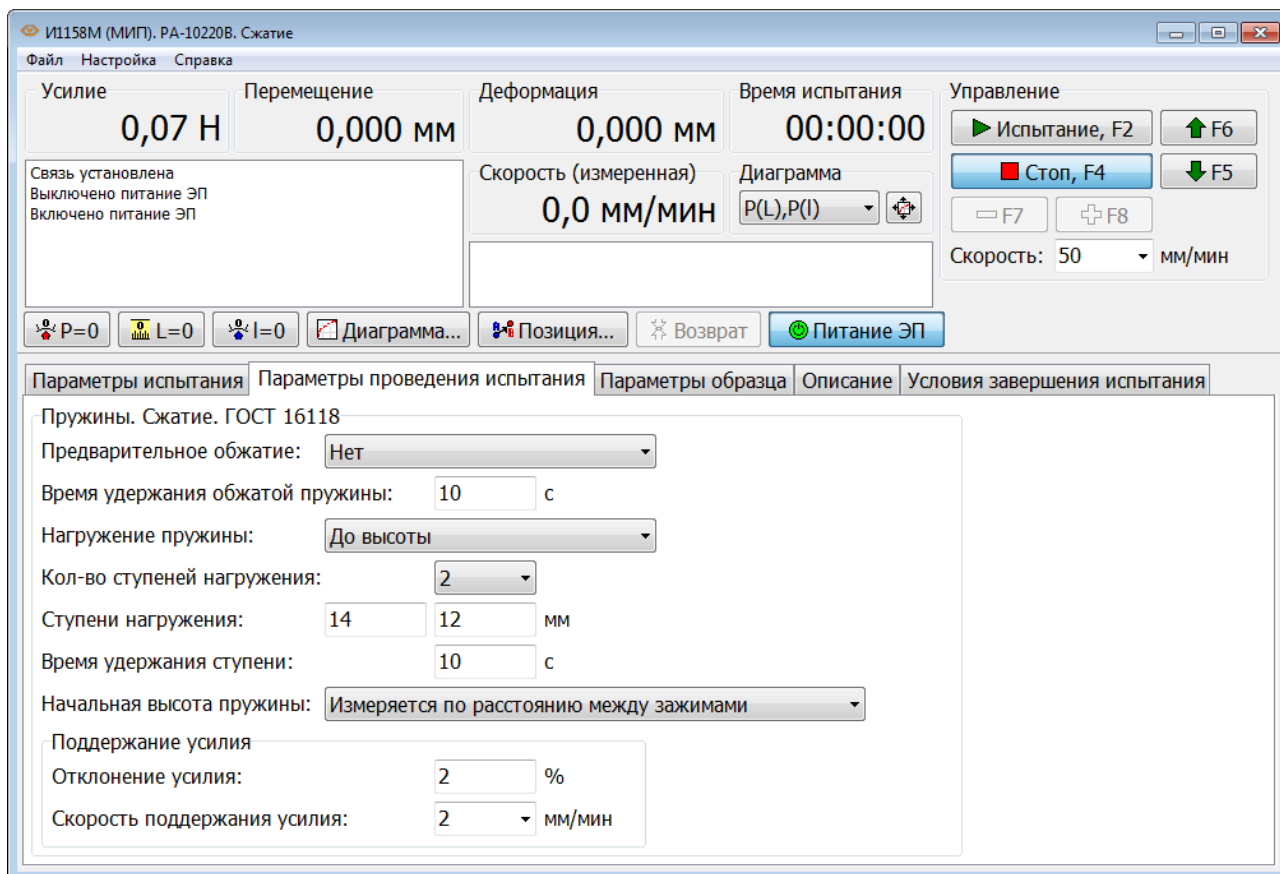 И1158М (МИП). РА-10220В. Сжатие
Файл Настройка Справка
Усилие Перемещение Деформация Время испытания Управление
0,07 Н 0,000 мм 0,000 мм 00:00:00
Испытание, F2 F6
Связь установлена
Выключено питание ЭП
Включено питание ЭП
Скорость (измеренная) Диаграмма
0,0 мм/мин P(L),P(l)
Стоп, F4 F5
F7 F8
Скорость: 50 мм/мин
P=0 L=0 l=0 Диаграмма... Позиция... Возврат Питание ЭП
Параметры испытания Параметры проведения испытания Параметры образца Описание Условия завершения испытания
Пружины. Сжатие. ГОСТ 16118
Предварительное обжатие: Нет
Время удержания обжатой пружины: 10 с
Нагружение пружины: До высоты
Кол-во ступеней нагружения: 2
Ступени нагружения: 14 12 мм
Время удержания ступени: 10 с
Начальная высота пружины: Измеряется по расстоянию между зажимами
Поддержание усилия
Отклонение усилия: 2 %
Скорость поддержания усилия: 2 мм/мин